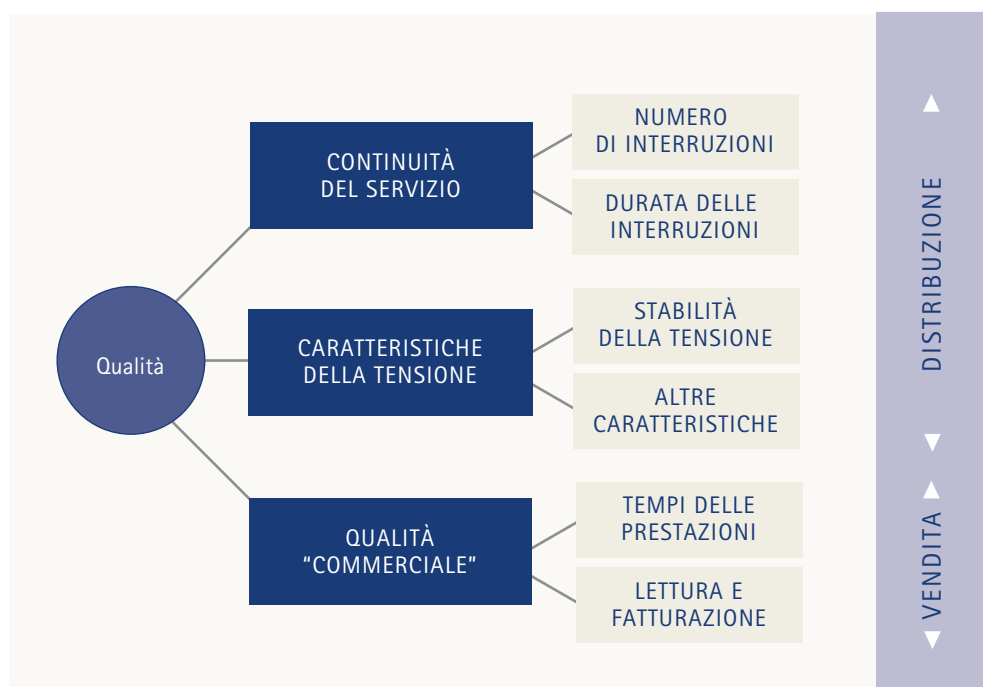 Qualità
CONTINUITÀ
DEL SERVIZIO
NUMERO
DI INTERRUZIONI
DURATA DELLE
INTERRUZIONI
CARATTERISTICHE
DELLA TENSIONE
STABILITÀ
DELLA TENSIONE
ALTRE
CARATTERISTICHE
QUALITÀ
“COMMERCIALE”
TEMPI DELLE
PRESTAZIONI
LETTURA E
FATTURAZIONE
DISTRIBUZIONE
VENDITA